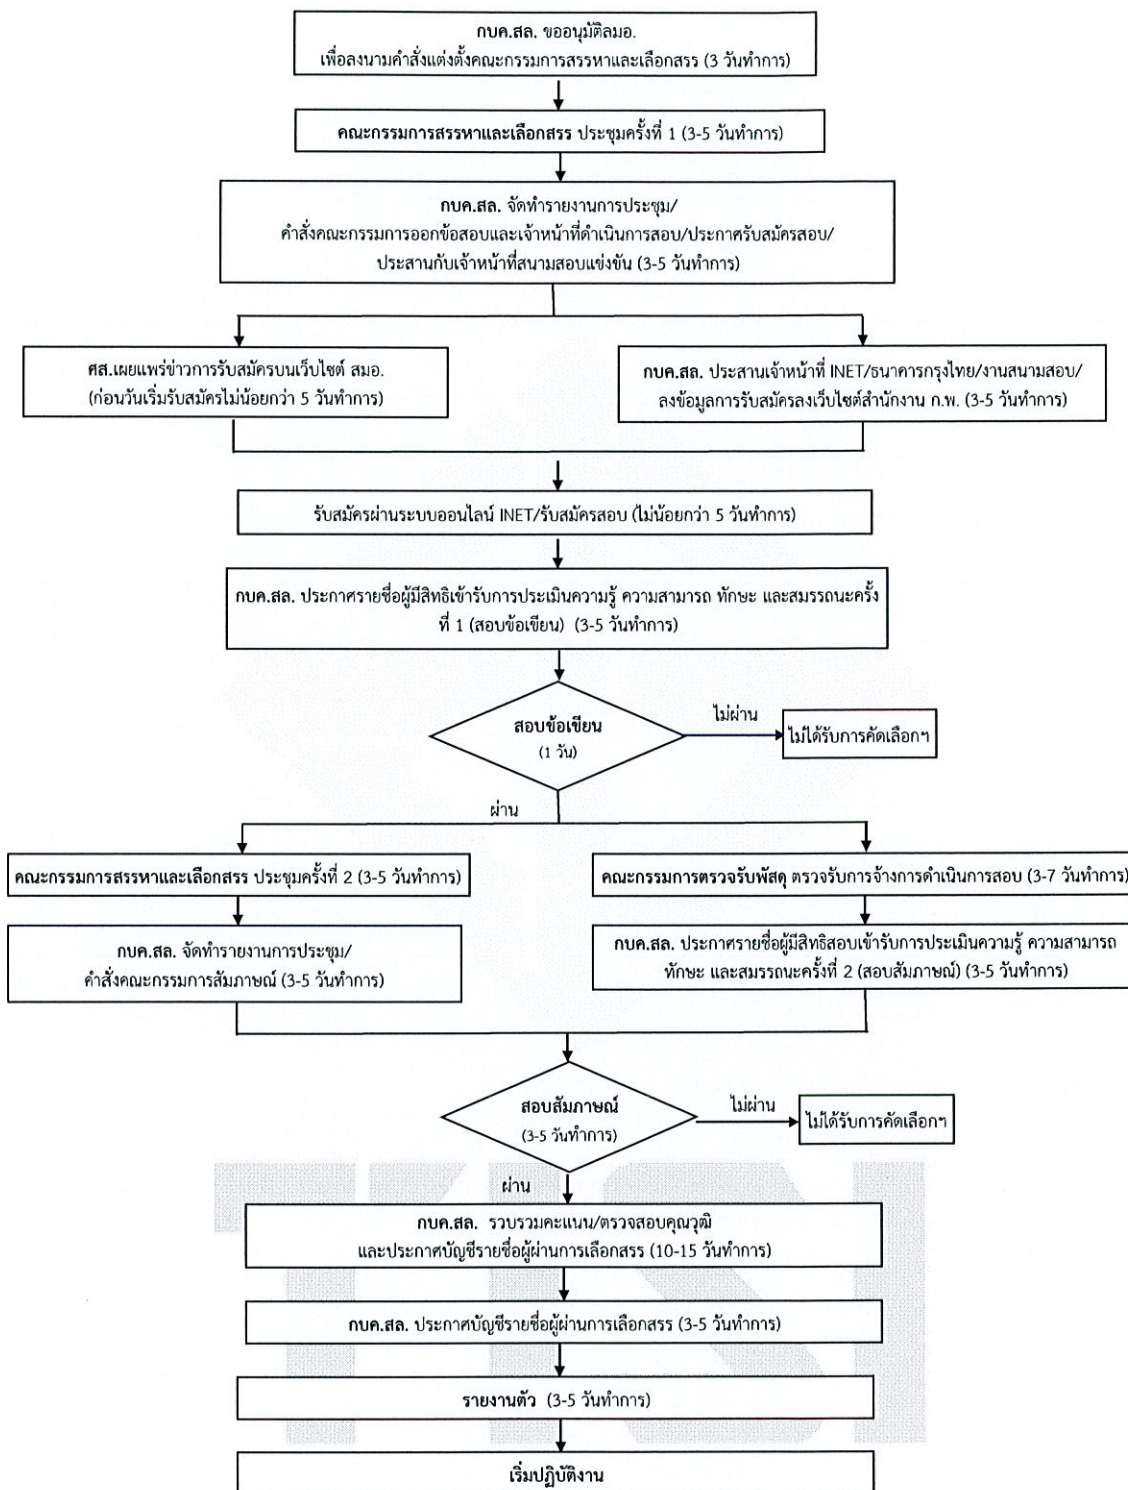 กบค.สล. ขออนุมัติลมอ.
เพื่อลงนามคำสั่งแต่งตั้งคณะกรรมการสรรหาและเลือกสรร (3 วันทำการ)
คณะกรรมการสรรหาและเลือกสรร ประชุมครั้งที่ 1 (3-5 วันทำการ)
กบค.สล. จัดทำรายงานการประชุม/
คำสั่งคณะกรรมการออกข้อสอบและเจ้าหน้าที่ดำเนินการสอบ/ประกาศรับสมัครสอบ/
ประสานกับเจ้าหน้าที่สนามสอบแข่งขัน (3-5 วันทำการ)
ศส.เผยแพร่ข่าวการรับสมัครบนเว็บไซต์ สมอ.
(ก่อนวันเริ่มรับสมัครไม่น้อยกว่า 5 วันทำการ)
กบค.สล. ประสานเจ้าหน้าที่ INET/ธนาคารกรุงไทย/งานสนามสอบ/
ลงข้อมูลการรับสมัครลงเว็บไซต์สำนักงาน ก.พ. (3-5 วันทำการ)
รับสมัครผ่านระบบออนไลน์ INET/รับสมัครสอบ (ไม่น้อยกว่า 5 วันทำการ)
กบค.สล. ประกาศรายชื่อผู้มีสิทธิเข้ารับการประเมินความรู้ ความสามารถ ทักษะ และสมรรถนะครั้ง
ที่ 1 (สอบข้อเขียน) (3-5 วันทำการ)
สอบข้อเขียน
(1 วัน)
ไม่ผ่าน
ไม่ได้รับการคัดเลือกฯ
ผ่าน
คณะกรรมการสรรหาและเลือกสรร ประชุมครั้งที่ 2 (3-5 วันทำการ)
คณะกรรมการตรวจรับพัสดุ ตรวจรับการจ้างการดำเนินการสอบ (3-7 วันทำการ)
กบค.สล. จัดทำรายงานการประชุม/
คำสั่งคณะกรรมการสัมภาษณ์ (3-5 วันทำการ)
กบค.สล. ประกาศรายชื่อผู้มีสิทธิสอบเข้ารับการประเมินความรู้ ความสามารถ
ทักษะ และสมรรถนะครั้งที่ 2 (สอบสัมภาษณ์) (3-5 วันทำการ)
สอบสัมภาษณ์
(3-5 วันทำการ)
ไม่ผ่าน
ไม่ได้รับการคัดเลือกฯ
ผ่าน
กบค.สล. รวบรวมคะแนน/ตรวจสอบคุณวุฒิ
และประกาศบัญชีรายชื่อผู้ผ่านการเลือกสรร (10-15 วันทำการ)
กบค.สล. ประกาศบัญชีรายชื่อผู้ผ่านการเลือกสรร (3-5 วันทำการ)
รายงานตัว (3-5 วันทำการ)
เริ่มปฏิบัติงาน
TISI